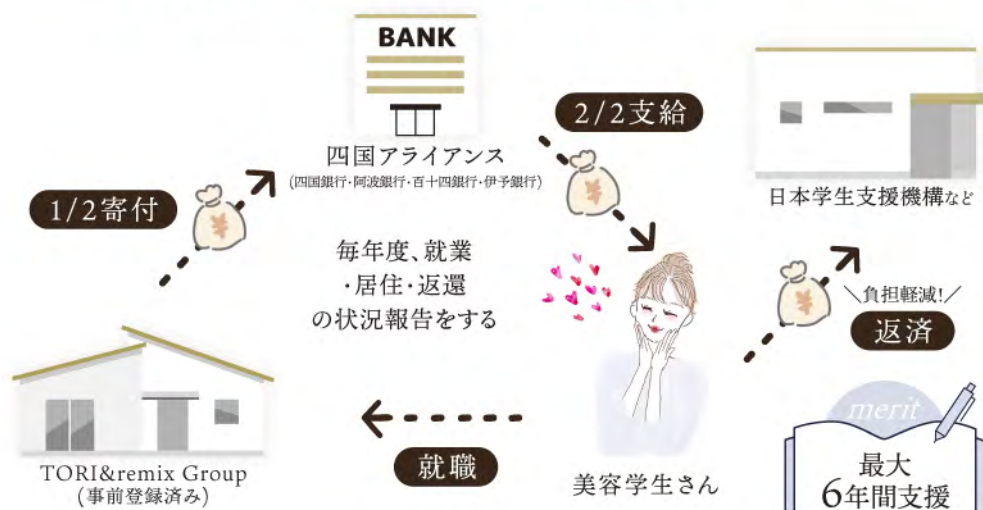 BANK
四国アライアンス
(四国銀行・阿波銀行・百十四銀行・伊予銀行)
1/2寄付
2/2支給
日本学生支援機構など
毎年度、就業
・居住・返還
の状況報告をする
＼負担軽減!／
返済
TORI&remix Group
(事前登録済み)
就職
美容学生さん
merit
最大
6年間支援
¥
¥
¥